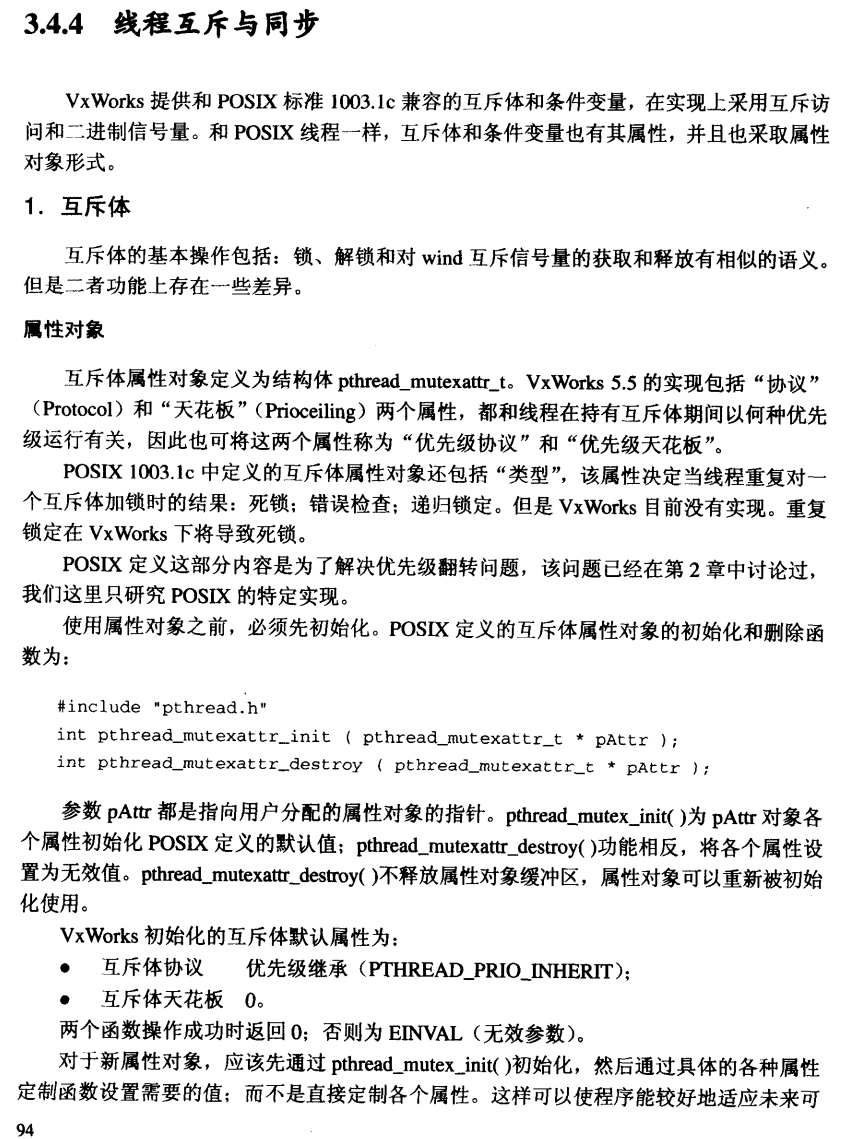 3.4.4 线程互斥与同步
VxWorks 提供和 POSIX 标准 1003.1c 兼容的互斥体和条件变量，在实现上采用互斥访
问和二进制信号量。和 POSIX 线程一样，互斥体和条件变量也有其属性，并且也采取属性
对象形式。
1．互斥体
互斥体的基本操作包括：锁、解锁和对 wind 互斥信号量的获取和释放有相似的语义。
但是二者功能上存在一些差异。
属性对象
互斥体属性对象定义为结构体 pthread_mutexattr_t。VxWorks 5.5 的实现包括“协议”
（Protocol）和“天花板”（Prioceiling）两个属性，都和线程在持有互斥体期间以何种优先
级运行有关，因此也可将这两个属性称为“优先级协议”和“优先级天花板”。
POSIX 1003.1c 中定义的互斥体属性对象还包括“类型”，该属性决定当线程重复对一
个互斥体加锁时的结果：死锁；错误检查；递归锁定。但是 VxWorks 目前没有实现。重复
锁定在 VxWorks 下将导致死锁。
POSIX 定义这部分内容是为了解决优先级翻转问题，该问题已经在第 2 章中讨论过，
我们这里只研究 POSIX 的特定实现。
使用属性对象之前，必须先初始化。POSIX 定义的互斥体属性对象的初始化和删除函
数为：
#include "pthread.h"
int pthread_mutexattr_init ( pthread_mutexattr_t * pAttr );
int pthread_mutexattr_destroy ( pthread_mutexattr_t * pAttr );
参数 pAttr 都是指向用户分配的属性对象的指针。pthread_mutex_init( )为 pAttr 对象各
个属性初始化 POSIX 定义的默认值；pthread_mutexattr_destroy( )功能相反，将各个属性设
置为无效值。pthread_mutexattr_destroy( )不释放属性对象缓冲区，属性对象可以重新被初始
化使用。
VxWorks 初始化的互斥体默认属性为：
● 互斥体协议 优先级继承（PTHREAD_PRIO_INHERIT）；
● 互斥体天花板 0。
两个函数操作成功时返回 0；否则为 EINVAL（无效参数）。
对于新属性对象，应该先通过 pthread_mutex_init( )初始化，然后通过具体的各种属性
定制函数设置需要的值；而不是直接定制各个属性。这样可以使程序能较好地适应未来可
94